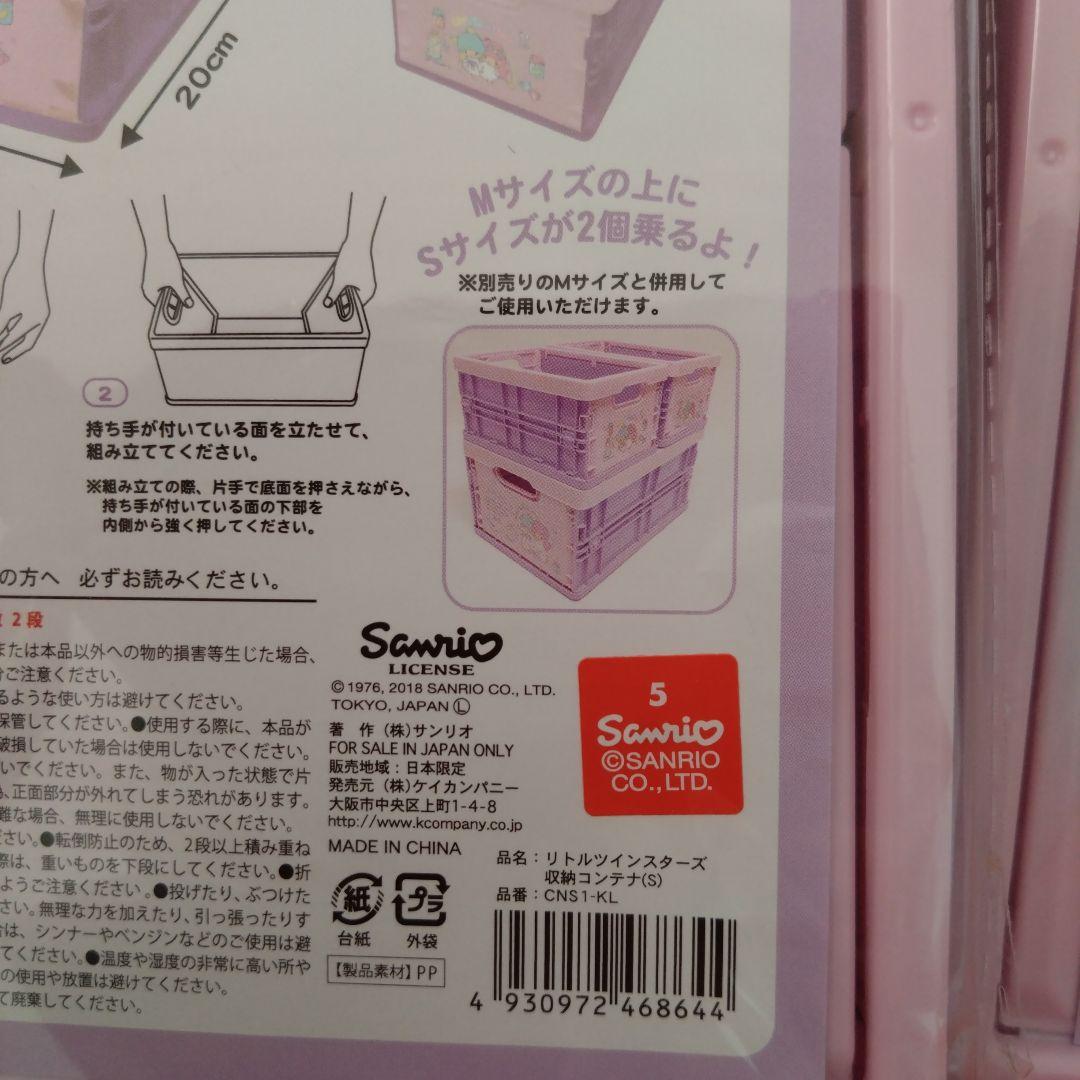 20cm
Mサイズの上に
Sサイズが2個乗るよ！
※別売りのMサイズと併用して
ご使用いただけます。
2
持ち手が付いている面を立たせて、
組み立ててください。
※組み立ての際、片手で底面を押さえながら、
持ち手が付いている面の下部を
内側から強く押してください。
の方へ 必ずお読みください。
2段
または本品以外への物的損害等生じた場合、
ご注意ください。
るような使い方は避けてください。
保管してください。●使用する際に、本品が
破損していた場合は使用しないでください。
いでください。また、物が入った状態で片
、正面部分が外れてしまう恐れがあります。
難な場合、無理に使用しないでください。
ださい。●転倒防止のため、2段以上積み重ね
際は、重いものを下段にしてください。●折
ようご注意ください。●投げたり、ぶつけた
さい。無理な力を加えたり、引っ張ったりす
合は、シンナーやベンジンなどのご使用は避
てください。●温度や湿度の非常に高い所や
の使用や放置は避けてください。
て廃棄してください。
Sanrio
LICENSE
©1976, 2018 SANRIO CO., LTD.
TOKYO, JAPAN Ⓛ
著 作 (株)サンリオ
FOR SALE IN JAPAN ONLY
販売地域：日本限定
発売元 (株)ケイカンパニー
大阪市中央区上町1-4-8
http://www.kcompany.co.jp
MADE IN CHINA
5
Sanrio
©SANRIO
CO.,LTD.
品名：リトルツインスターズ
収納コンテナ(S)
品番：CNS1-KL
紙
プラ
台紙
外袋
【製品素材】PP
4 930972 468644